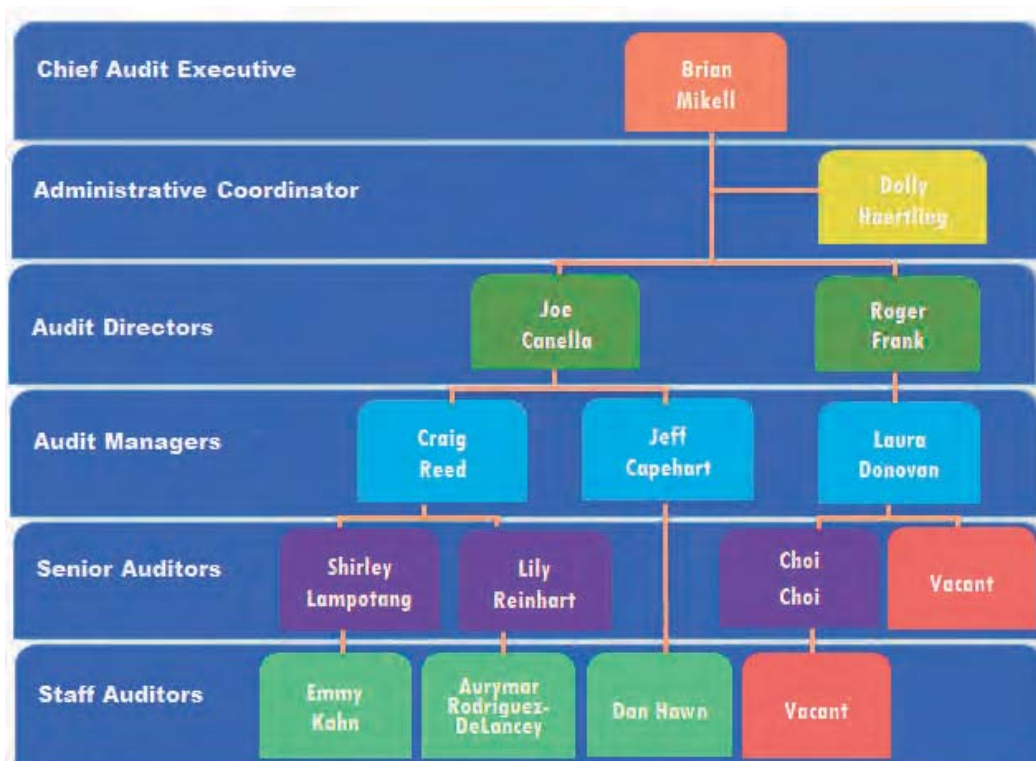 Chief Audit Executive
Brian
Mikell
Administrative Coordinator
Dolly
Haertling
Audit Directors
Joe
Canella
Roger
Frank
Audit Managers
Craig
Reed
Jeff
Capehart
Laura
Donovan
Senior Auditors
Shirley
Lampotang
Lily
Reinhart
Choi
Choi
Vacant
Staff Auditors
Emmy
Kahn
Aurymar
Rodriguez-
DeLancey
Dan Hawn
Vacant